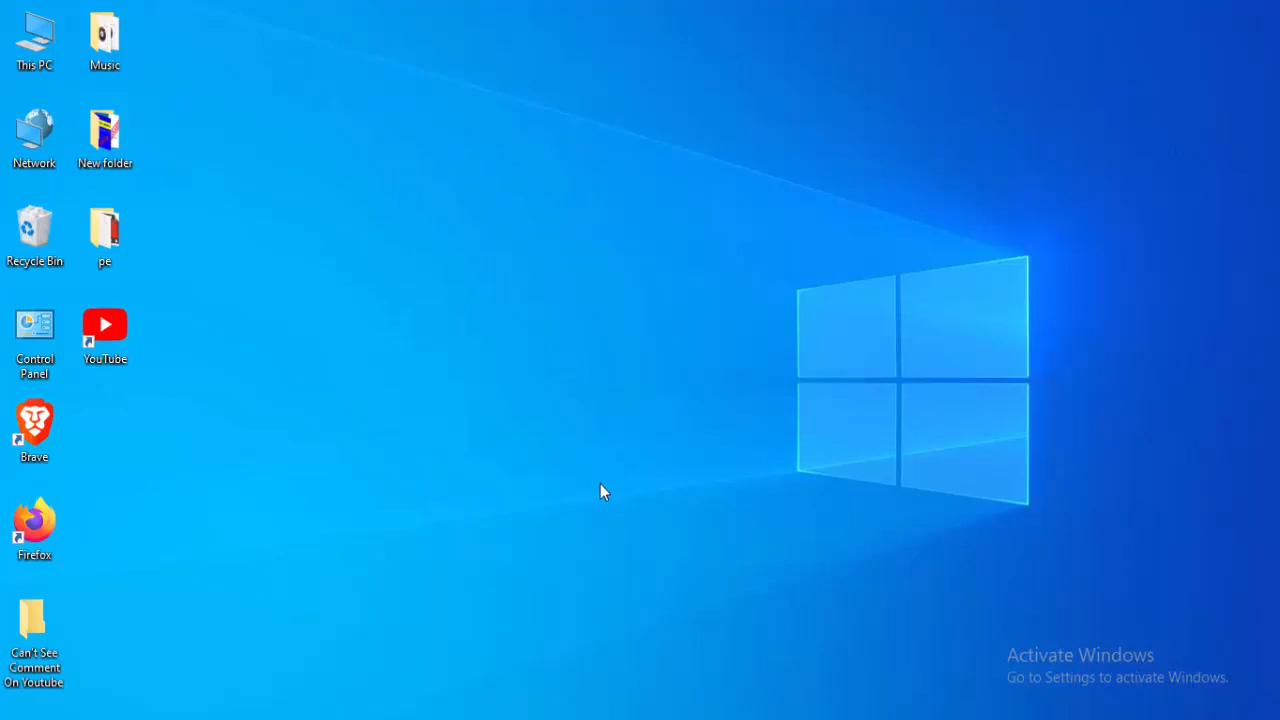 This PC
Music
Network
New folder
Recycle Bin
pe
Control
Panel
YouTube
Brave
Firefox
Can't See
Comment
On Youtube
Activate Windows
Go to Settings to activate Windows.